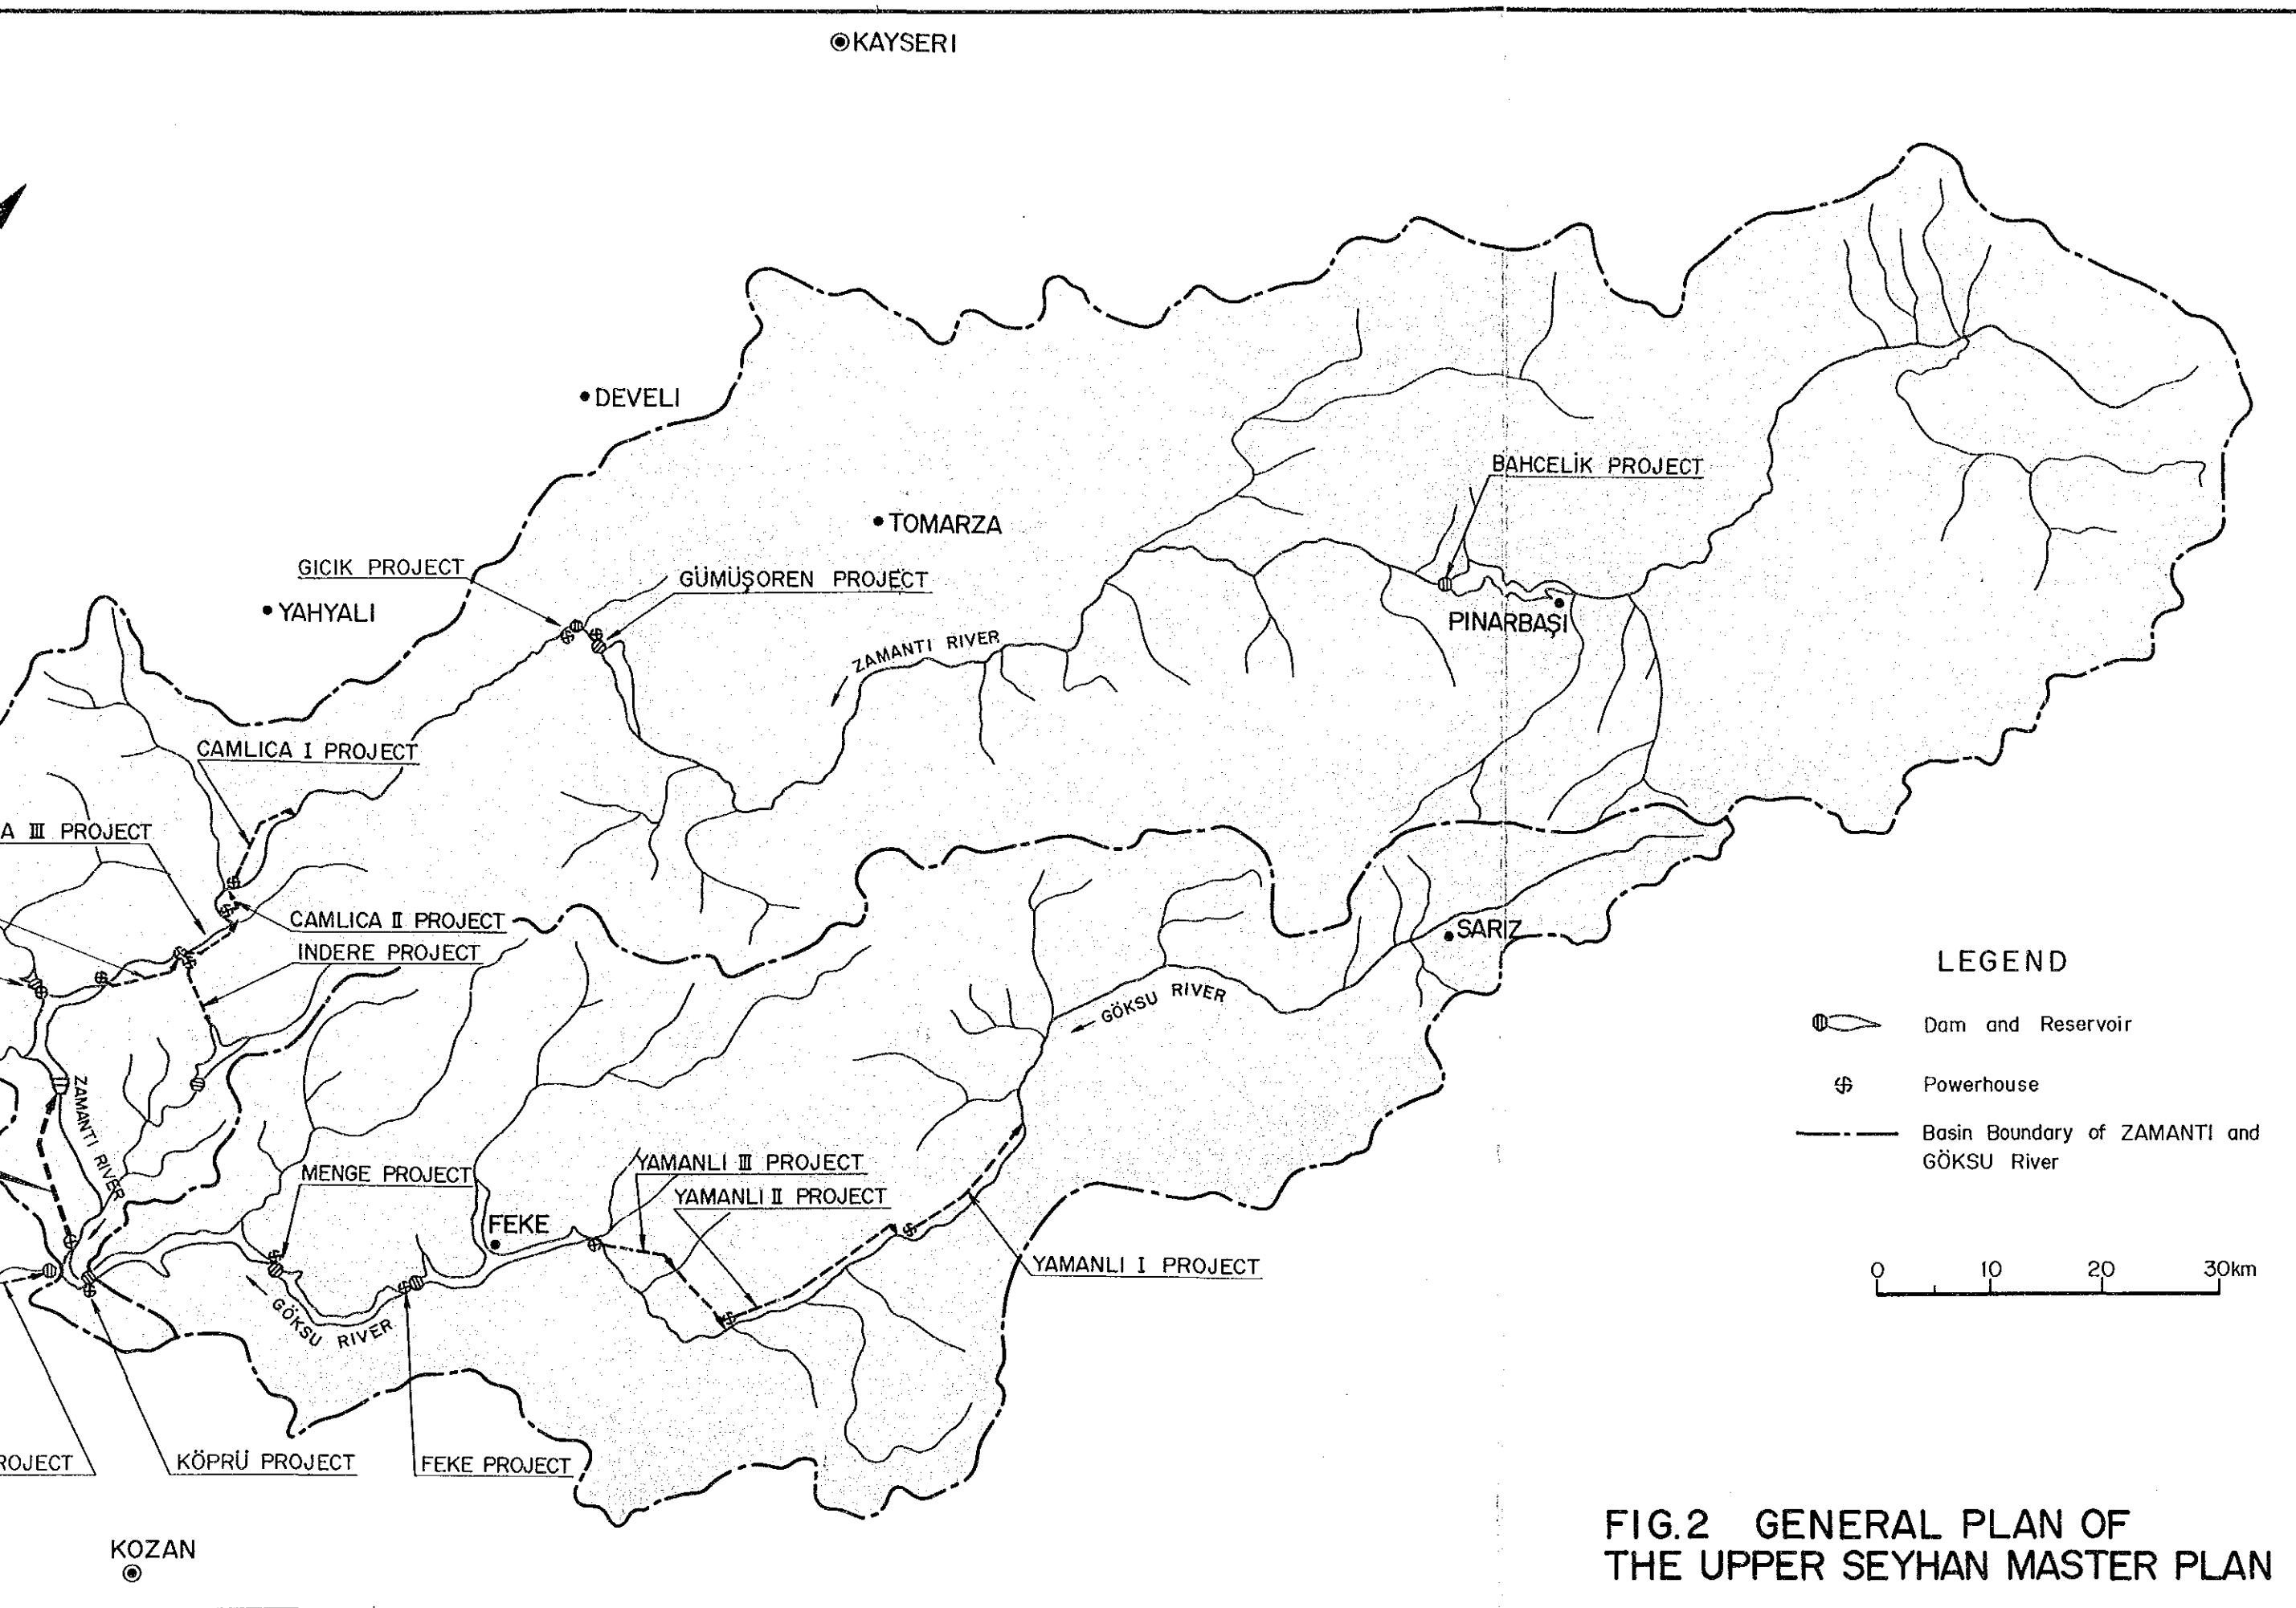 KAYSERI
DEVELI
BAHCELİK PROJECT
TOMARZA
GICIK PROJECT
GÜMÜŞOREN PROJECT
YAHYALI
PINARBAŞI
ZAMANTI RIVER
CAMLICA I PROJECT
A III PROJECT
CAMLICA II PROJECT
SARIZ
INDERE PROJECT
LEGEND
GÖKSU RIVER
Dam and Reservoir
ZAMANTI RIVER
Powerhouse
Basin Boundary of ZAMANTI and
GÖKSU River
MENGE PROJECT
YAMANLI III PROJECT
YAMANLI II PROJECT
FEKE
YAMANLI I PROJECT
0 10 20 30km
GÖKSU RIVER
ROJECT
KÖPRÜ PROJECT
FEKE PROJECT
KOZAN
FIG.2 GENERAL PLAN OF
THE UPPER SEYHAN MASTER PLAN